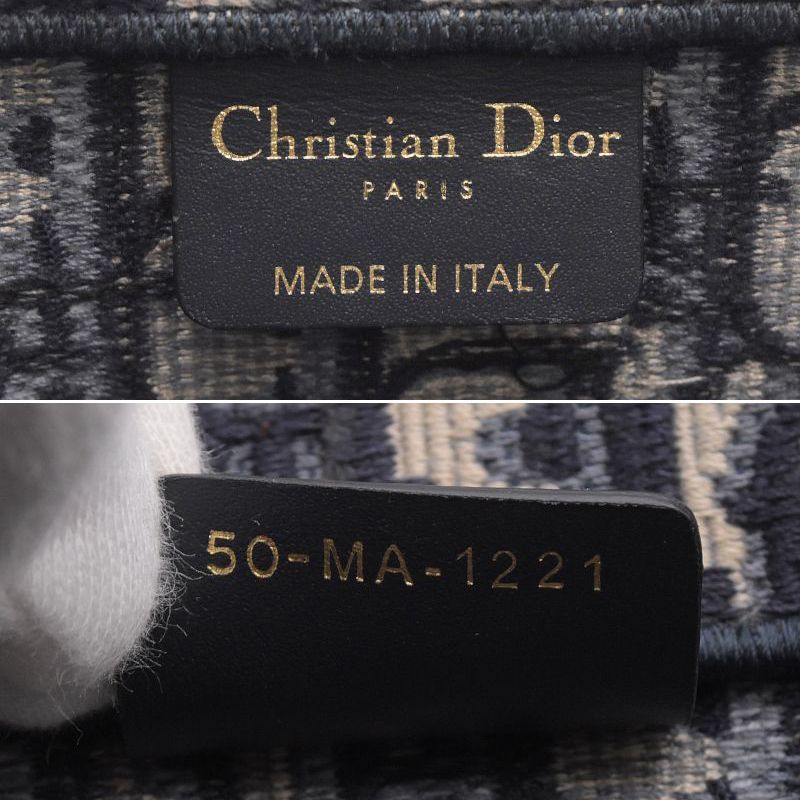 Christian Dior
PARIS
MADE IN ITALY
50-MA-1221